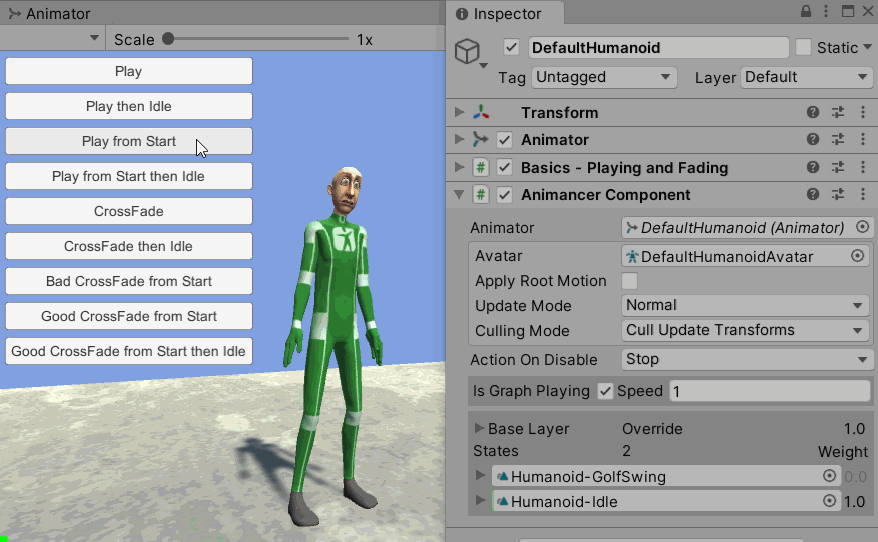 Animator
Scale 1x
Play
Play then Idle
Play from Start
Play from Start then Idle
CrossFade
CrossFade then Idle
Bad CrossFade from Start
Good CrossFade from Start
Good CrossFade from Start then Idle
Inspector
DefaultHumanoid Static
Tag Untagged Layer Default
Transform
Animator
# Basics - Playing and Fading
# Animancer Component
Animator DefaultHumanoid (Animator)
Avatar DefaultHumanoidAvatar
Apply Root Motion
Update Mode Normal
Culling Mode Cull Update Transforms
Action On Disable Stop
Is Graph Playing Speed 1
Base Layer Override 1.0
States 2 Weight
Humanoid-GolfSwing 0.0
Humanoid-Idle 1.0